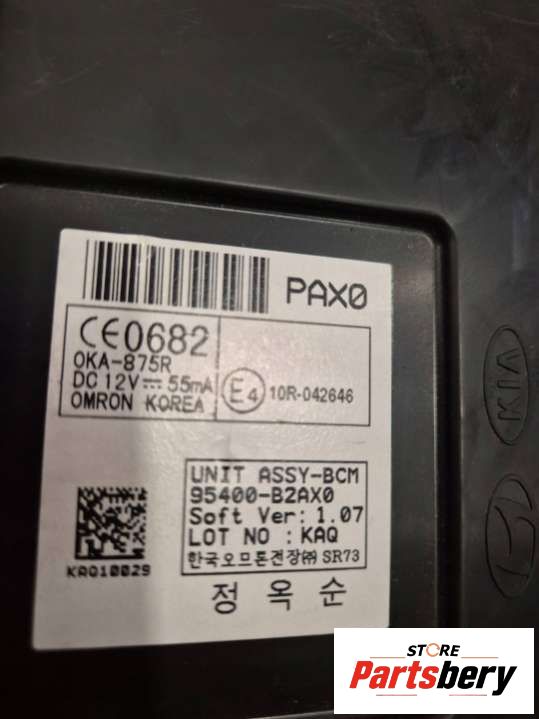 PAX0
CE0682
OKA-875R
DC 12V⎓ 55mA
OMRON KOREA
E4 10R-042646
UNIT ASSY-BCM
95400-B2AX0
Soft Ver: 1.07
LOT NO : KAQ
한국오므론전장㈜ SR73
KAQ10029
정 옥 순
KIA
STORE
Partsbery